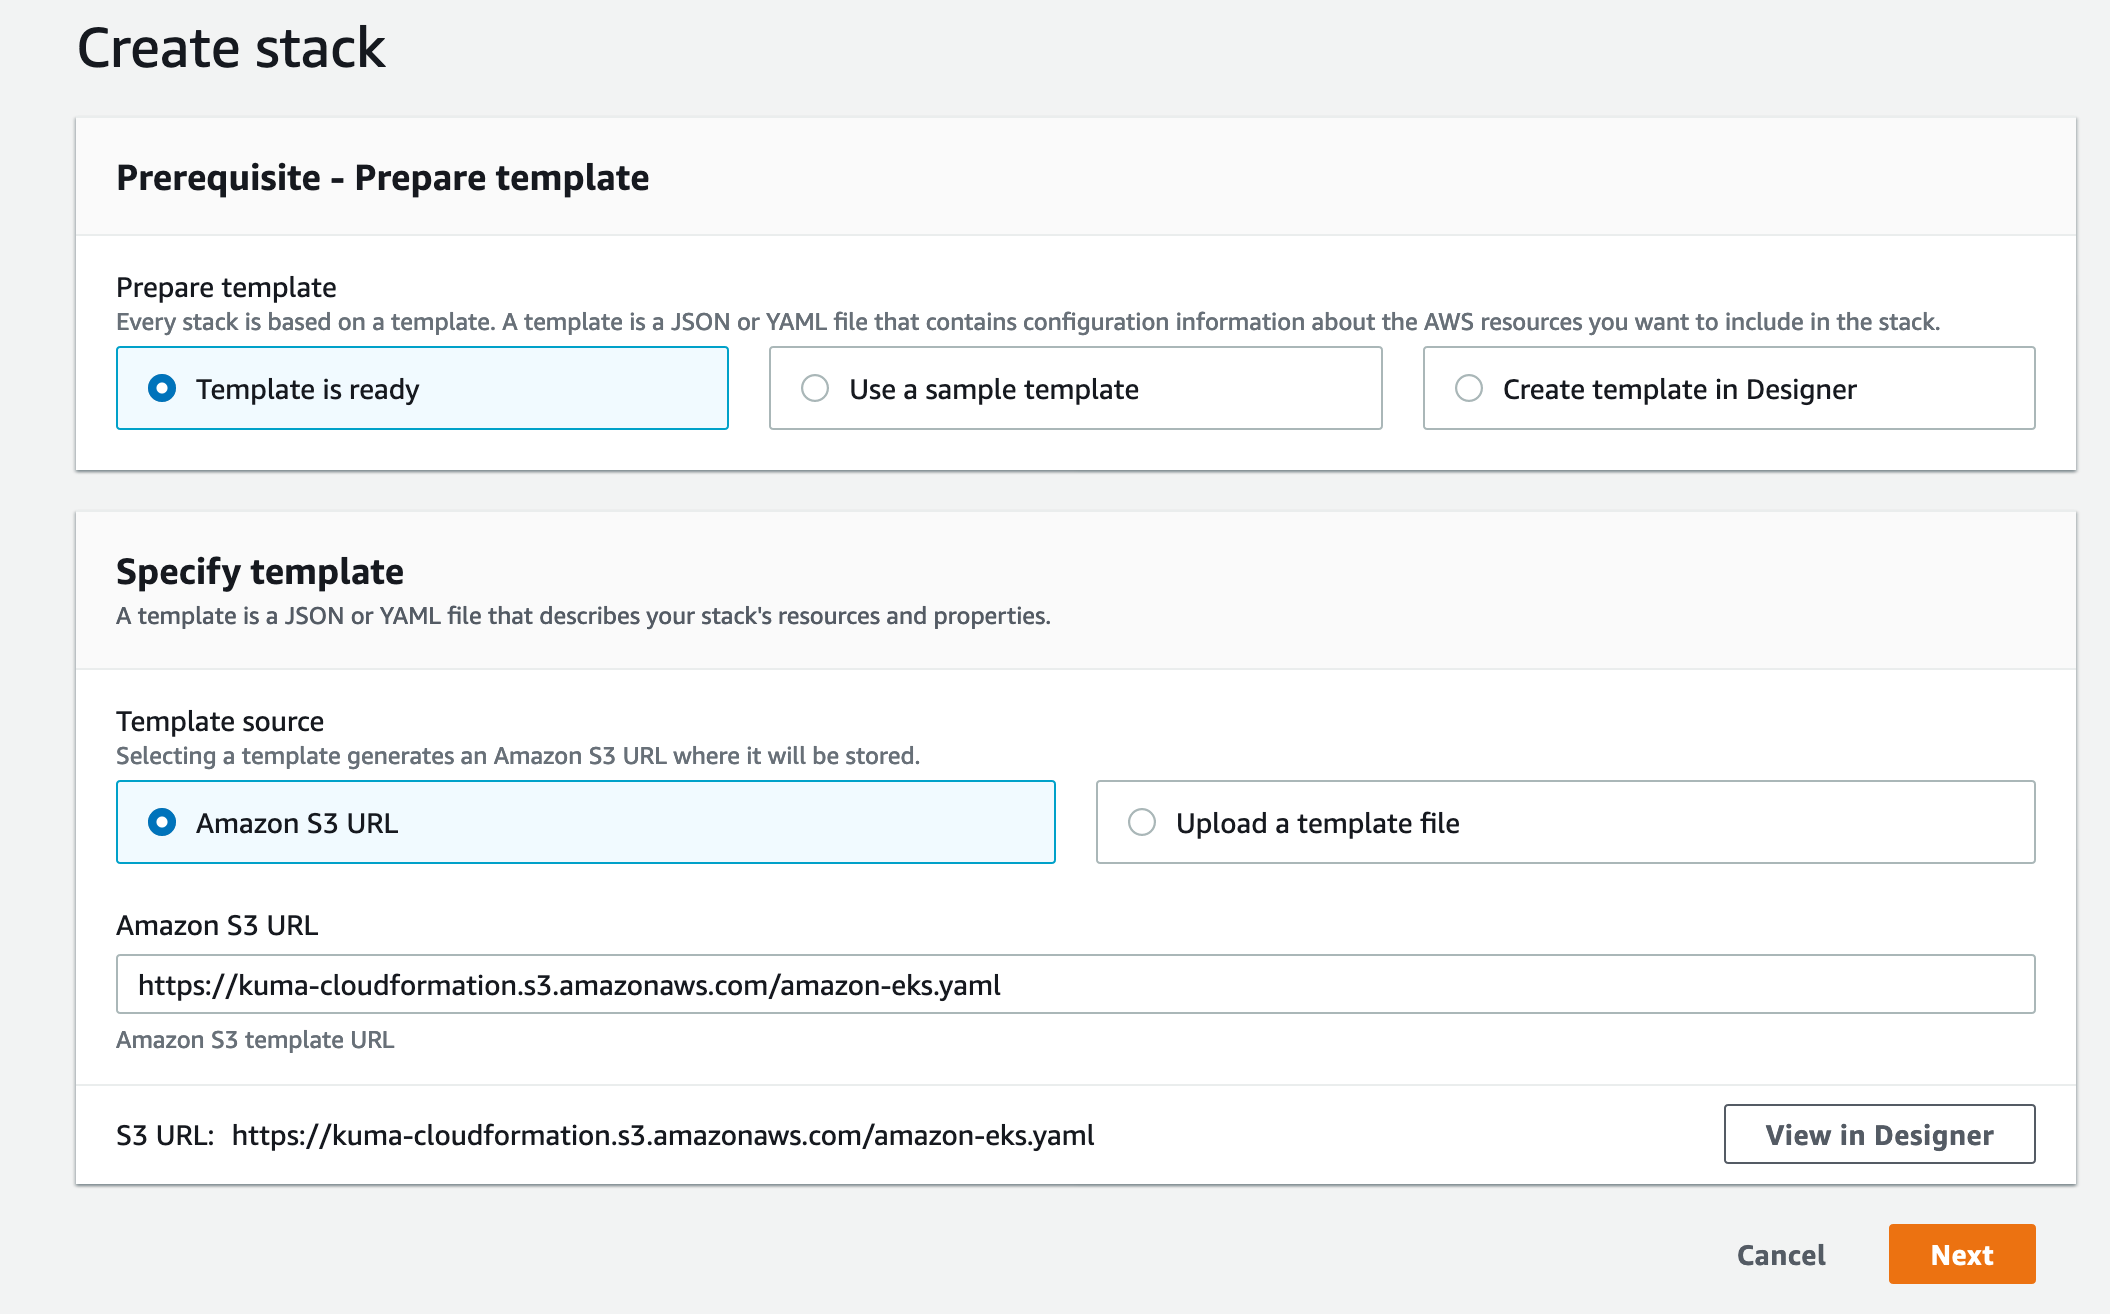 Create stack
Prerequisite - Prepare template
Prepare template
Every stack is based on a template. A template is a JSON or YAML file that contains configuration information about the AWS resources you want to include in the stack.
Template is ready
Use a sample template
Create template in Designer
Specify template
A template is a JSON or YAML file that describes your stack's resources and properties.
Template source
Selecting a template generates an Amazon S3 URL where it will be stored.
Amazon S3 URL
Upload a template file
Amazon S3 URL
https://kuma-cloudformation.s3.amazonaws.com/amazon-eks.yaml
Amazon S3 template URL
S3 URL: https://kuma-cloudformation.s3.amazonaws.com/amazon-eks.yaml
View in Designer
Cancel
Next